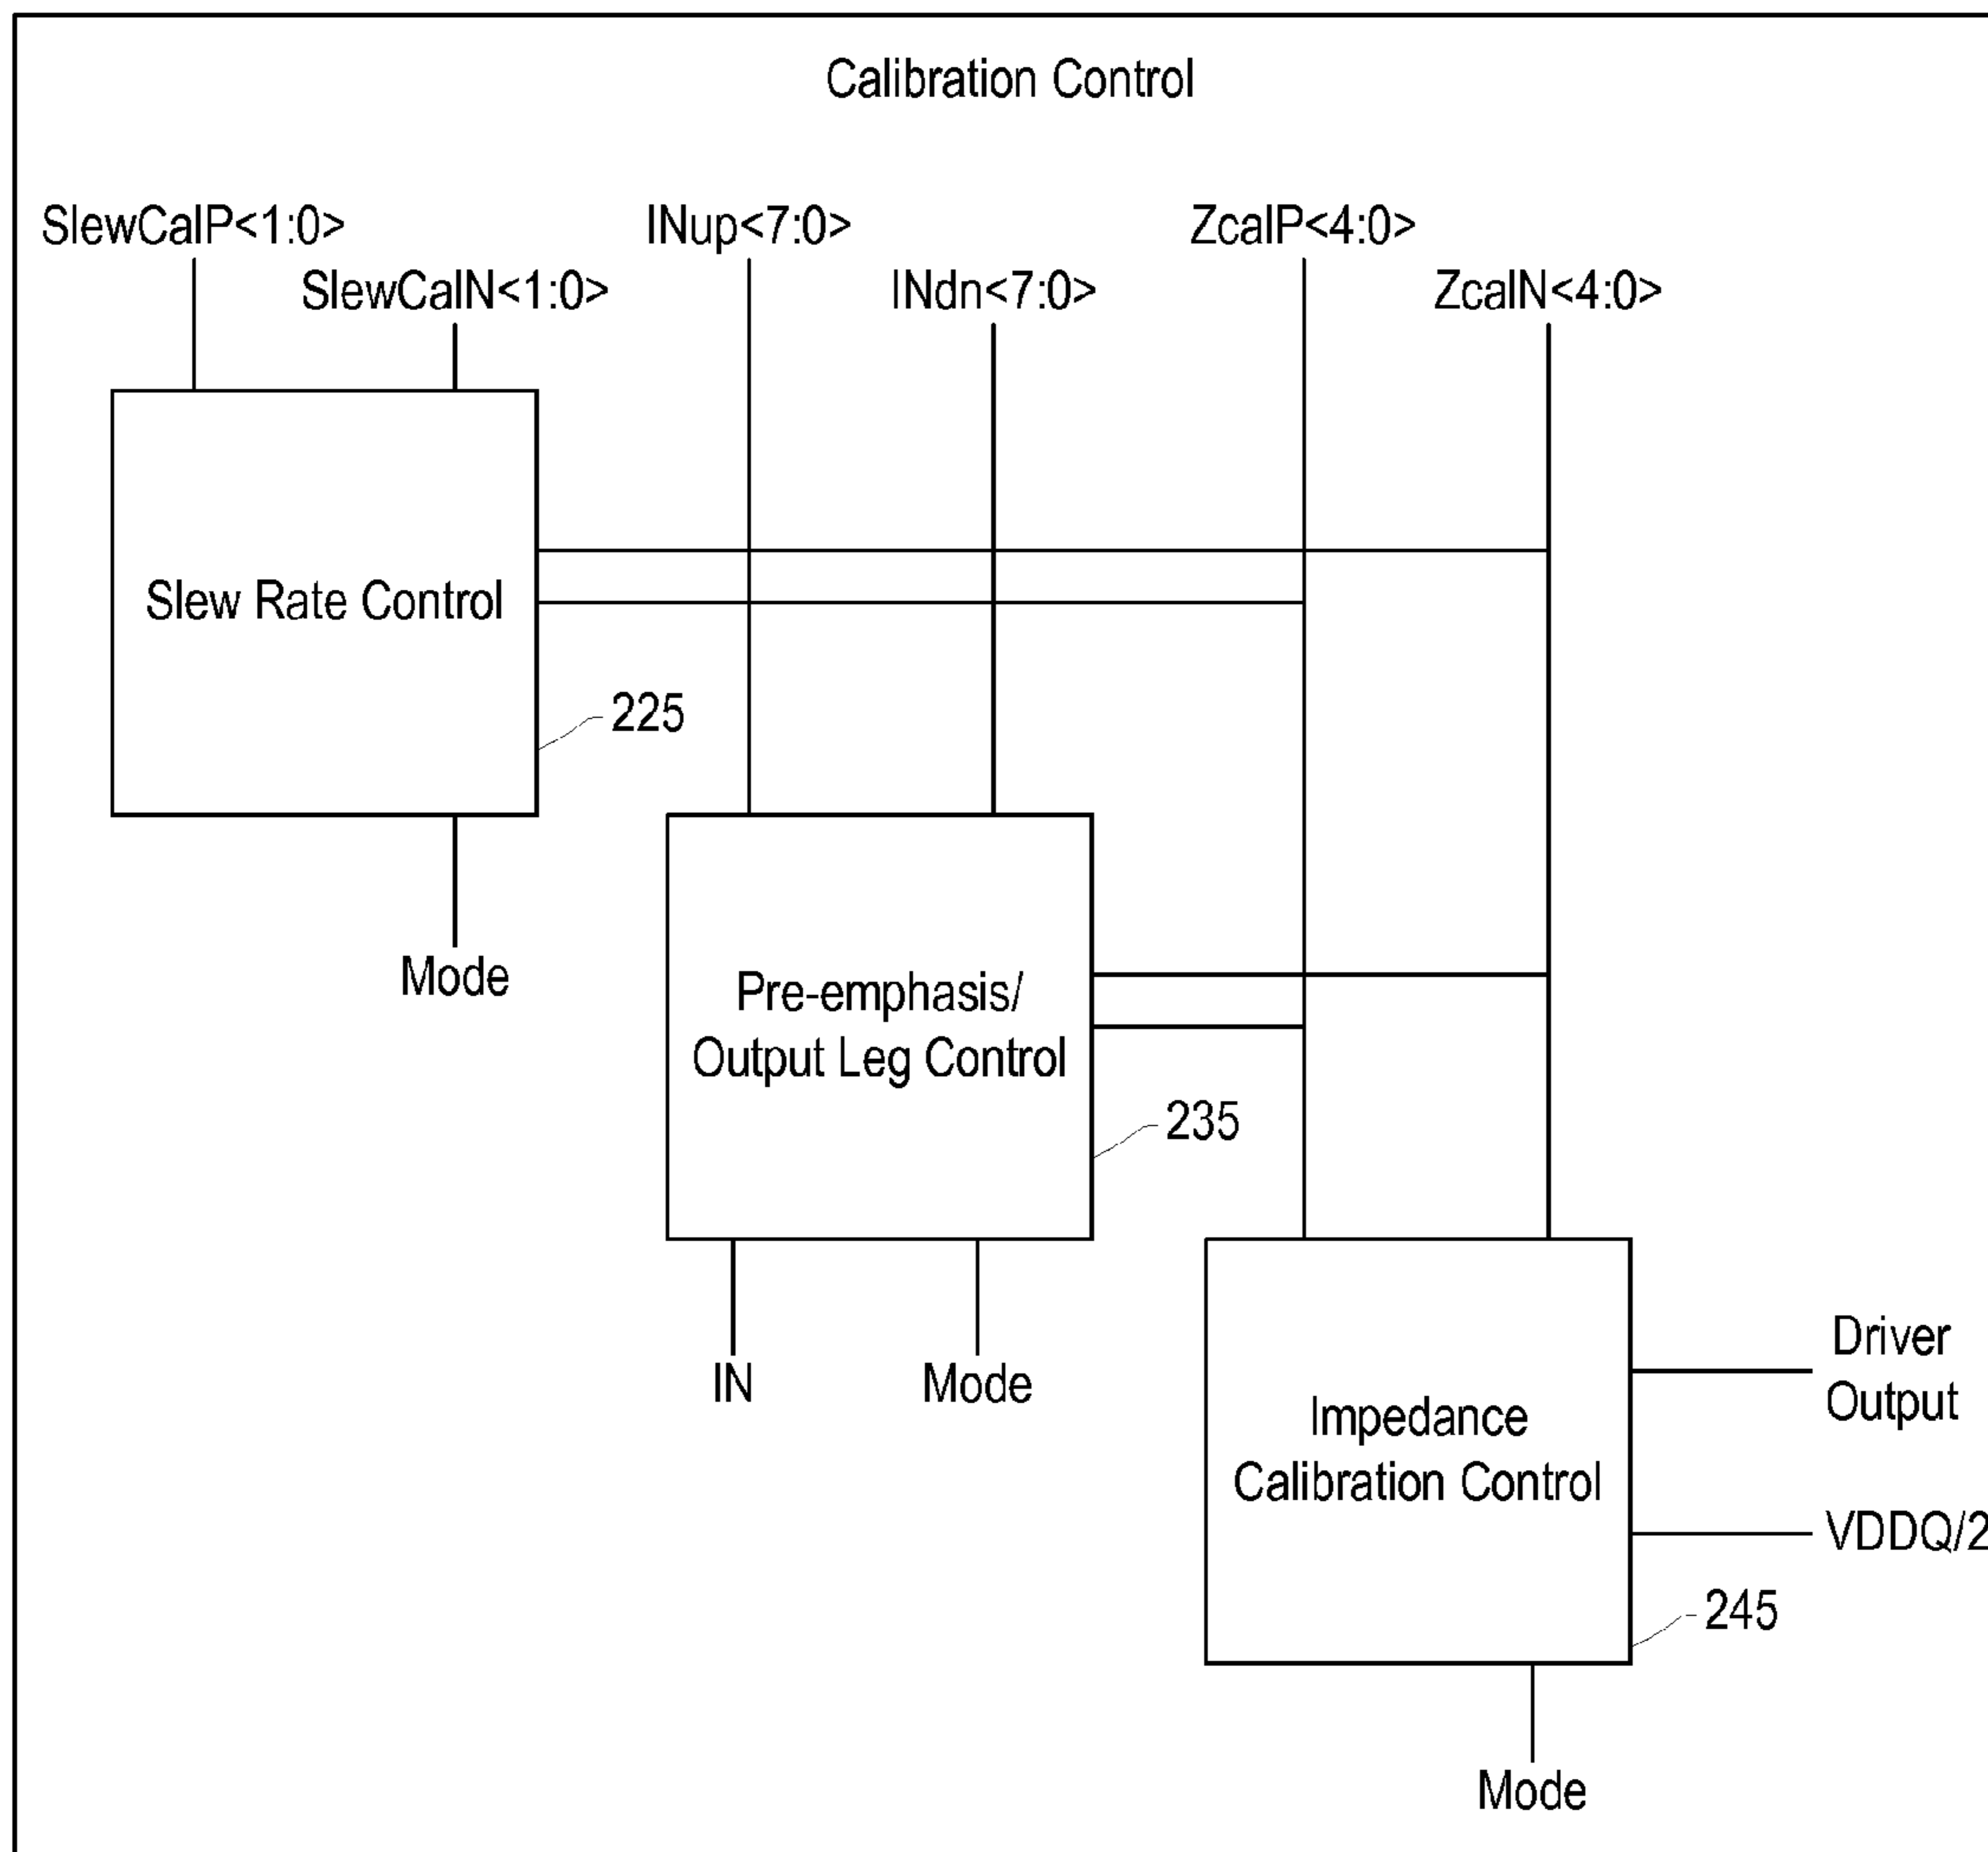 Calibration Control
SlewCalP<1:0>
INup<7:0>
ZcalP<4:0>
SlewCalN<1:0>
INdn<7:0>
ZcalN<4:0>
Slew Rate Control
225
Mode
Pre-emphasis/
Output Leg Control
235
IN
Mode
Driver
Output
Impedance
Calibration Control
VDDQ/2
245
Mode